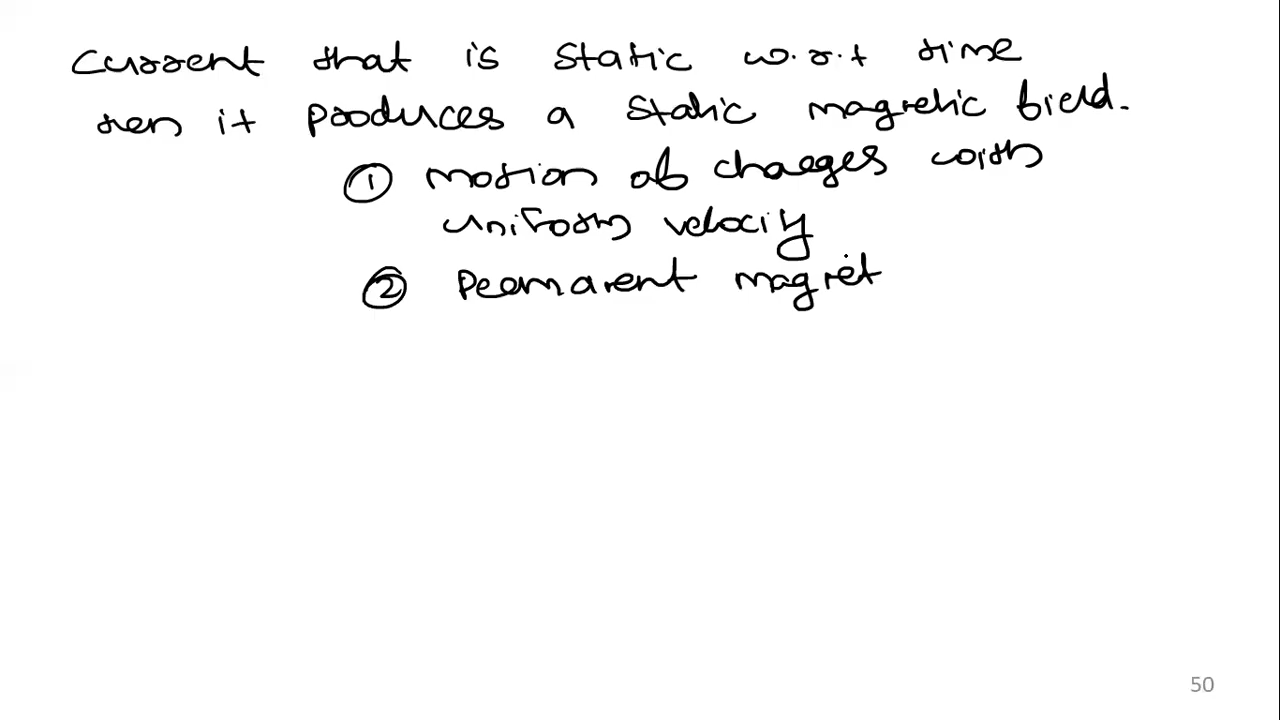 Current that is static w.r.t time
then it produces a static magnetic field.
① motion of charges with
uniform velocity
② Permanent magnet
50